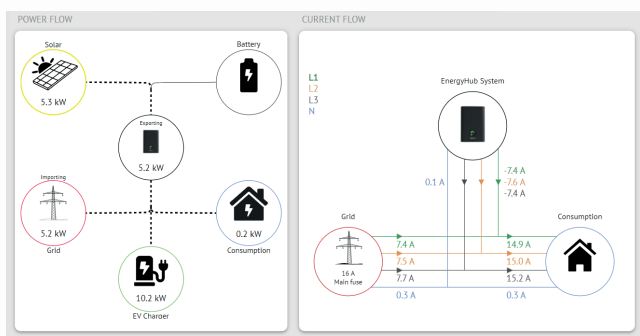 POWER FLOW
Solar
5.3 kW
Battery
Exporting
5.2 kW
Importing
5.2 kW
Grid
0.2 kW
Consumption
10.2 kW
EV Charger
CURRENT FLOW
L1
L2
L3
N
EnergyHub System
0.1 A
-7.4 A
-7.6 A
-7.4 A
Grid
16 A
Main fuse
Consumption
7.4 A
14.9 A
7.5 A
15.0 A
7.7 A
15.2 A
0.3 A
0.3 A